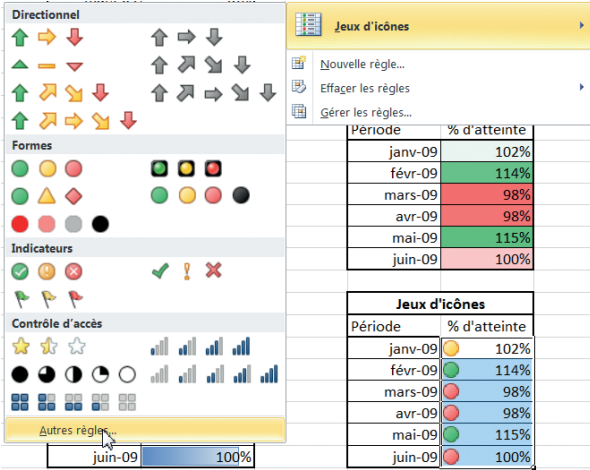 Directionnel
Formes
Indicateurs
Contrôle d'accès
Autres règles...
juin-09 100%
Jeux d'icônes
Nouvelle règle...
Effacer les règles
Gérer les règles...
Période % d'atteinte
janv-09 102%
févr-09 114%
mars-09 98%
avr-09 98%
mai-09 115%
juin-09 100%
Jeux d'icônes
Période % d'atteinte
janv-09 102%
févr-09 114%
mars-09 98%
avr-09 98%
mai-09 115%
juin-09 100%